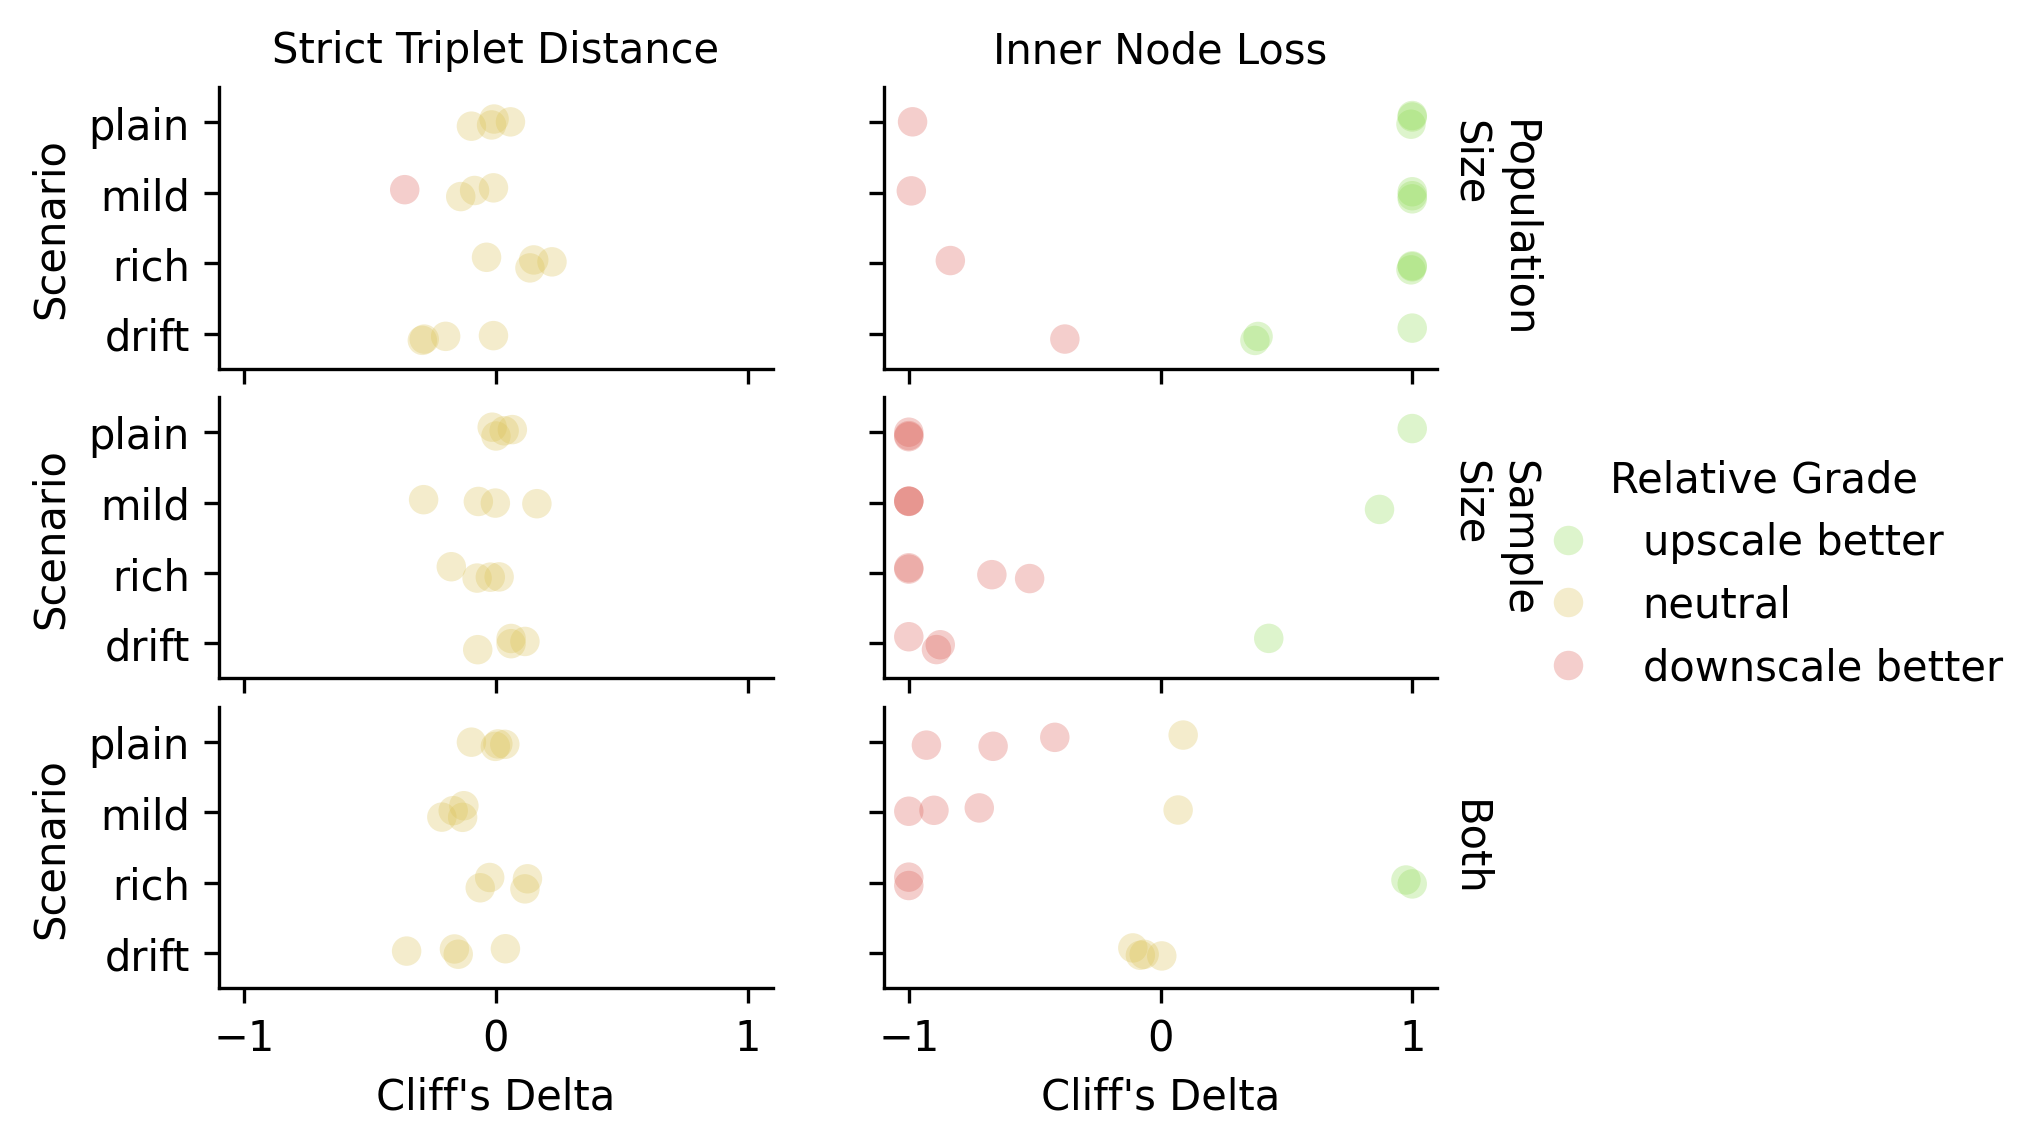 Strict Triplet Distance
Inner Node Loss
Scenario
plain
mild
rich
drift
Population
Size
Scenario
plain
mild
rich
drift
Sample
Size
Scenario
plain
mild
rich
drift
Both
−1
0
1
−1
0
1
Cliff's Delta
Cliff's Delta
Relative Grade
upscale better
neutral
downscale better